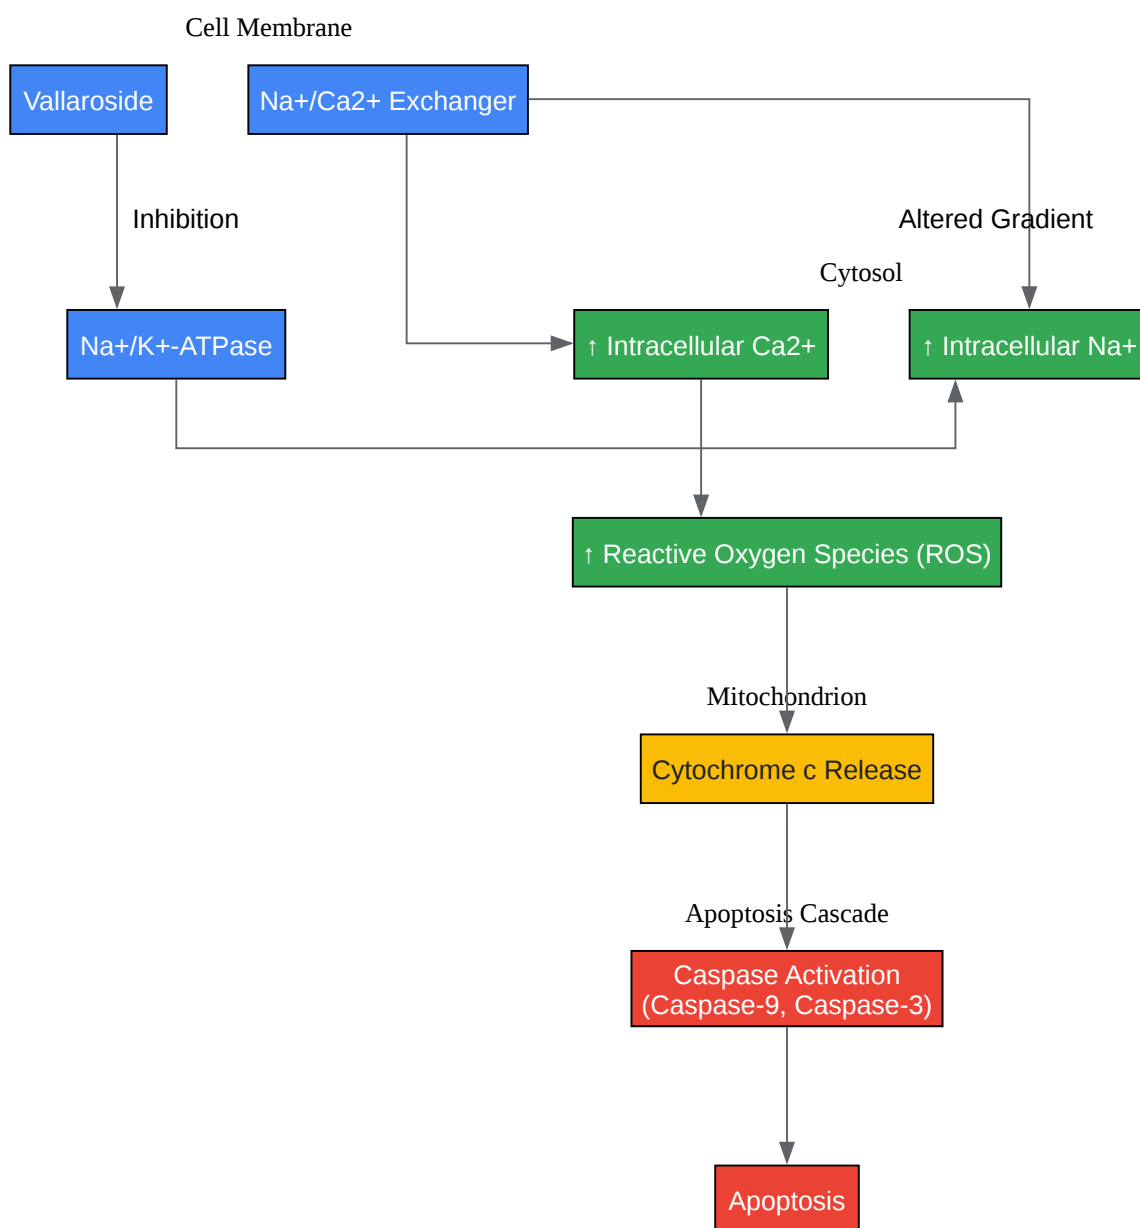 Cell Membrane
Vallaroside
Na+/Ca2+ Exchanger
Inhibition
Altered Gradient
Cytosol
Na+/K+-ATPase
↑ Intracellular Ca2+
↑ Intracellular Na+
↑ Reactive Oxygen Species (ROS)
Mitochondrion
Cytochrome c Release
Apoptosis Cascade
Caspase Activation
(Caspase-9, Caspase-3)
Apoptosis